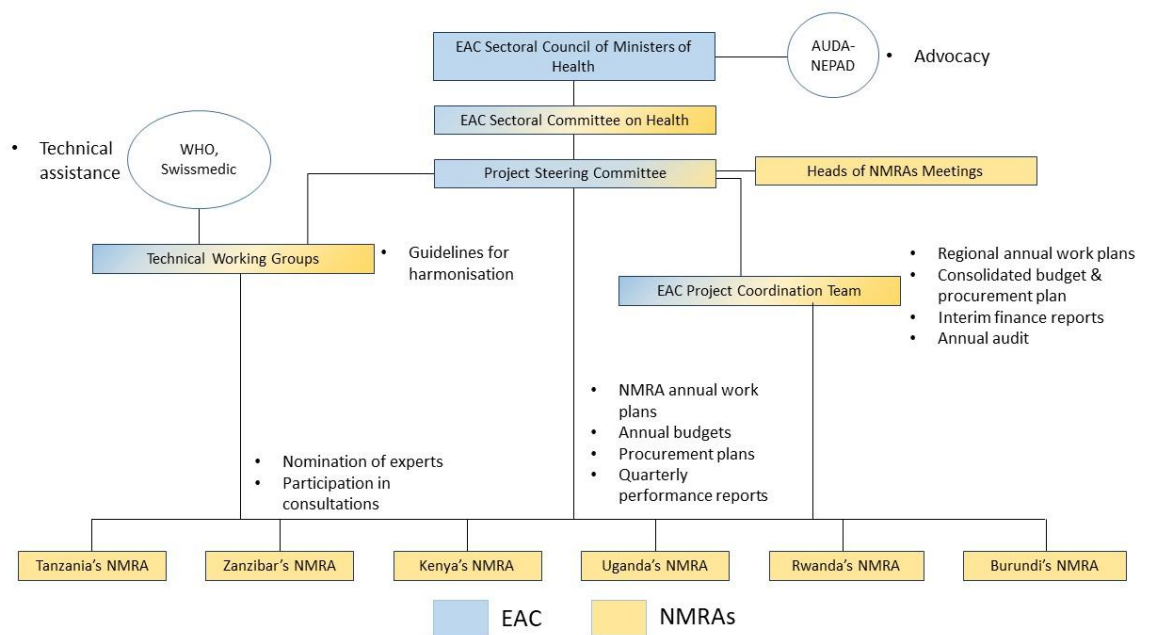 EAC Sectoral Council of Ministers of
Health
AUDA-
NEPAD
• Advocacy
EAC Sectoral Committee on Health
• Technical
assistance
WHO,
Swissmedic
Project Steering Committee
Heads of NMRAs Meetings
Technical Working Groups
• Guidelines for
harmonisation
EAC Project Coordination Team
• Regional annual work plans
• Consolidated budget &
procurement plan
• Interim finance reports
• Annual audit
• NMRA annual work
plans
• Annual budgets
• Procurement plans
• Quarterly
performance reports
• Nomination of experts
• Participation in
consultations
Tanzania’s NMRA
Zanzibar’s NMRA
Kenya’s NMRA
Uganda’s NMRA
Rwanda’s NMRA
Burundi’s NMRA
EAC
NMRAs